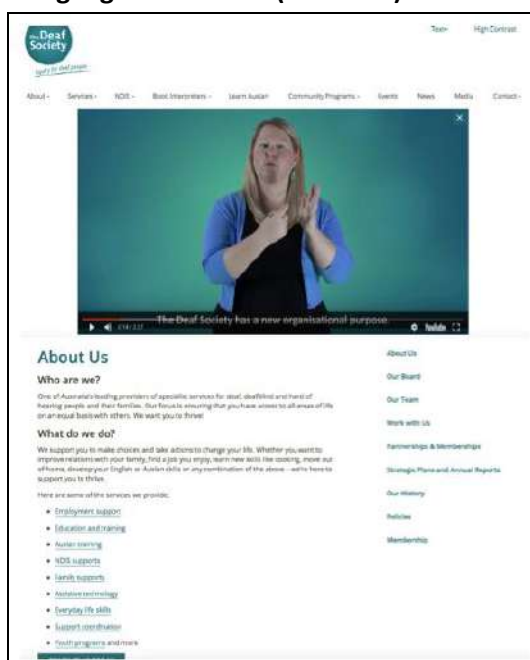 the Deaf
Society
equity for deaf people
Text+ High Contrast
About Services NDIS Book Interpreters Learn Auslan Community Programs Events News Media Contact
The Deaf Society has a new organisational purpose.
YouTube
About Us
Who are we?
One of Australia's leading providers of specialist services for deaf, deafblind and hard of
hearing people and their families. Our focus is ensuring that you have access to all areas of life
on an equal basis with others. We want you to thrive!
What do we do?
We support you to make choices and take actions to change your life. Whether you want to
improve relations with your family, find a job you enjoy, learn new skills like cooking, move out
of home, develop your English or Auslan skills or any combination of the above – we're here to
support you to thrive.
Here are some of the services we provide;
Employment support
Education and training
Auslan training
NDIS supports
Family supports
Assistive technology
Everyday life skills
Support coordination
Youth programs and more
About Us
Our Board
Our Team
Work with Us
Partnerships & Memberships
Strategic Plans and Annual Reports
Our History
Policies
Membership